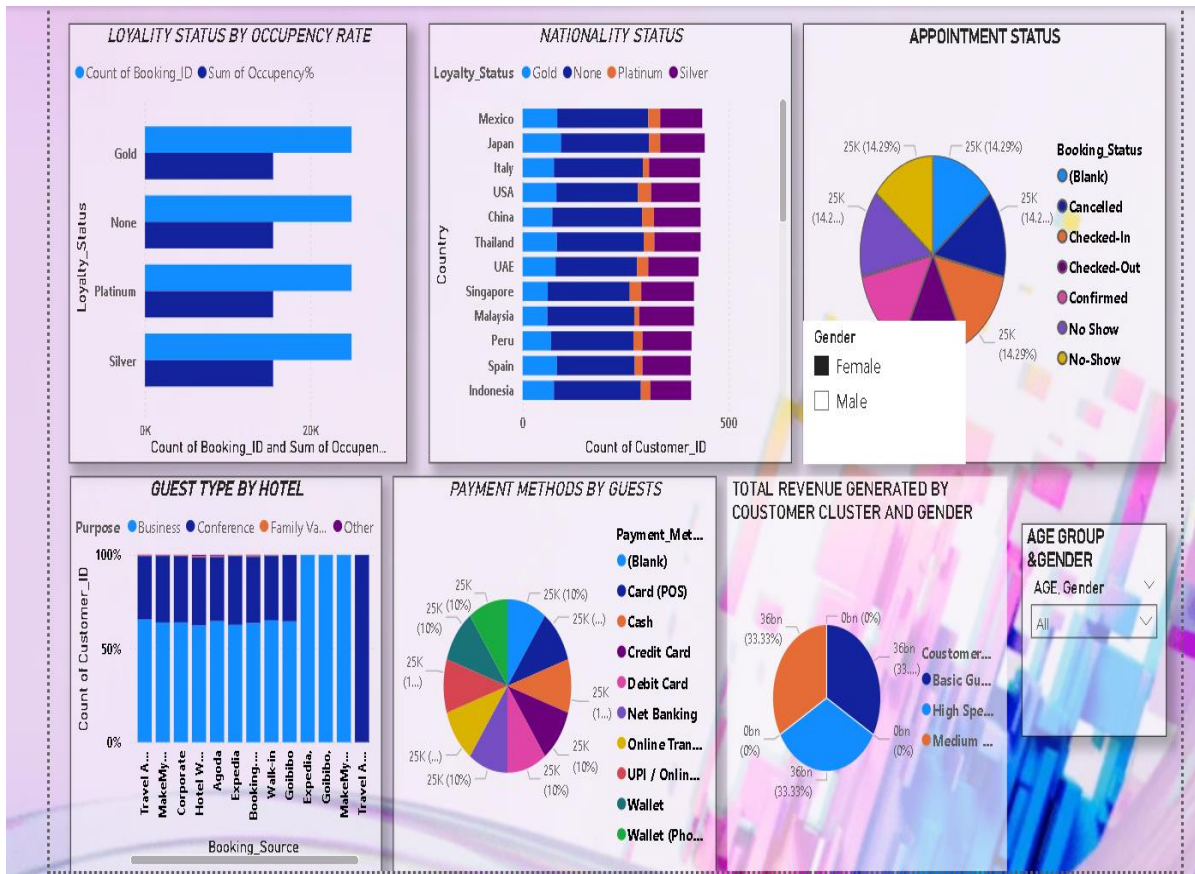 LOYALITY STATUS BY OCCUPENCY RATE
Count of Booking_ID Sum of Occupency%
Loyalty_Status
Gold
None
Platinum
Silver
0K 20K
Count of Booking_ID and Sum of Occupen...
NATIONALITY STATUS
Loyalty_Status Gold None Platinum Silver
Country
Mexico
Japan
Italy
USA
China
Thailand
UAE
Singapore
Malaysia
Peru
Spain
Indonesia
0 500
Count of Customer_ID
APPOINTMENT STATUS
25K (14.29%) 25K (14.29%)
25K
(14.2...)
25K
(14.2...)
25K
(14.29%)
Booking_Status
(Blank)
Cancelled
Checked-In
Checked-Out
Confirmed
No Show
No-Show
Gender
Female
Male
GUEST TYPE BY HOTEL
Purpose Business Conference Family Va... Other
Count of Customer_ID
100%
50%
0%
Travel A...
MakeMy...
Corporate
Hotel W...
Agoda
Expedia
Booking....
Walk-in
Goibibo
Expedia.
Goibibo.
MakeMy...
Travel A...
Booking_Source
PAYMENT METHODS BY GUESTS
25K
(10%)
25K (10%)
25K
(10%)
25K (...)
25K
(1...)
25K
(1...)
25K (...)
25K
(10%)
25K (10%)
25K
(10%)
Payment_Met...
(Blank)
Card (POS)
Cash
Credit Card
Debit Card
Net Banking
Online Tran...
UPI / Onlin...
Wallet
Wallet (Pho...
TOTAL REVENUE GENERATED BY
COUSTOMER CLUSTER AND GENDER
36bn
(33.33%)
0bn (0%)
36bn
(33....)
0bn
(0%)
0bn
(0%)
36bn
(33.33%)
Coustomer...
Basic Gu...
High Spe...
Medium ...
AGE GROUP
&GENDER
AGE, Gender
All